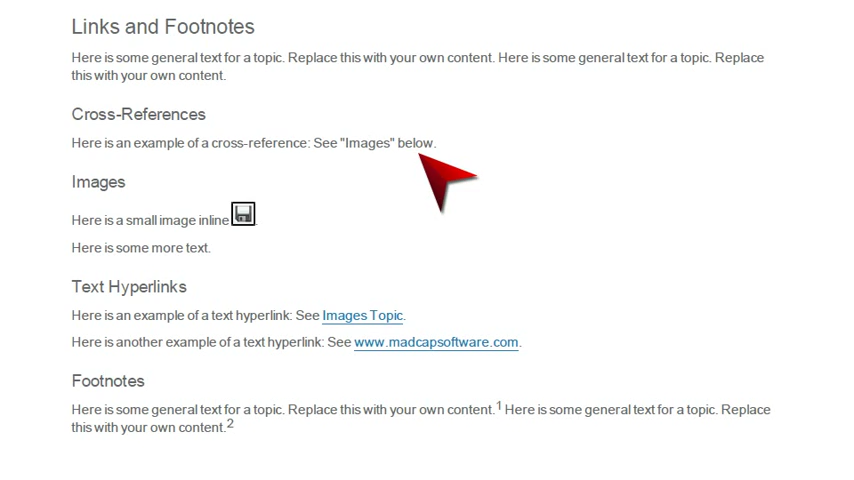 Links and Footnotes
Here is some general text for a topic. Replace this with your own content. Here is some general text for a topic. Replace
this with your own content.
Cross-References
Here is an example of a cross-reference: See "Images" below.
Images
Here is a small image inline .
Here is some more text.
Text Hyperlinks
Here is an example of a text hyperlink: See Images Topic.
Here is another example of a text hyperlink: See www.madcapsoftware.com.
Footnotes
Here is some general text for a topic. Replace this with your own content.1 Here is some general text for a topic. Replace
this with your own content.2